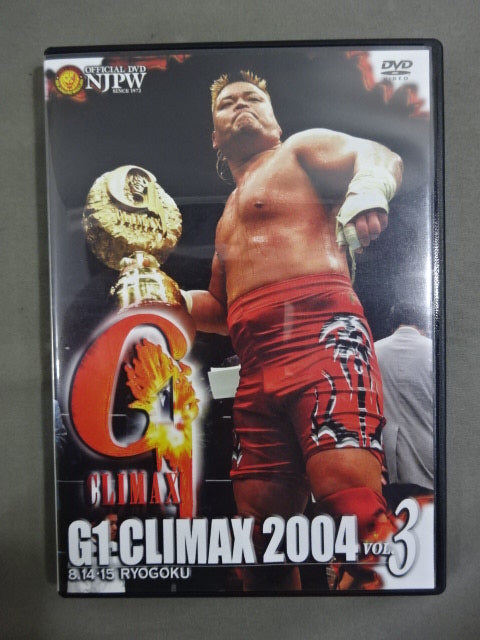 OFFICIAL DVD
NJPW
SINCE 1972
DVD
VIDEO
G1
CLIMAX
G1 CLIMAX 2004 VOL.3
8.14-15 RYOGOKU